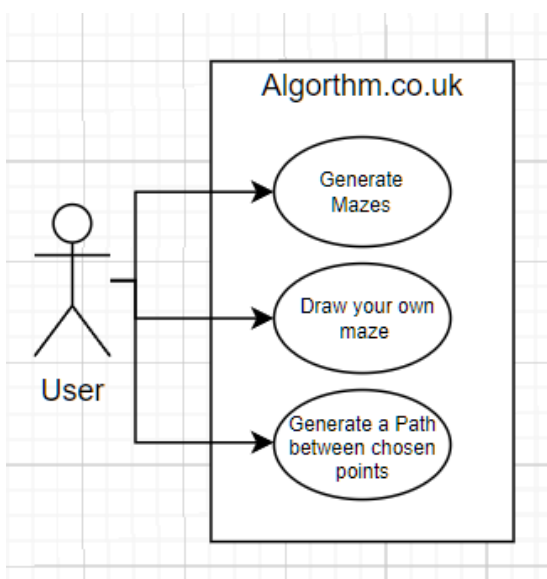 Algorthm.co.uk
Generate
Mazes
Draw your own
maze
Generate a Path
between chosen
points
User